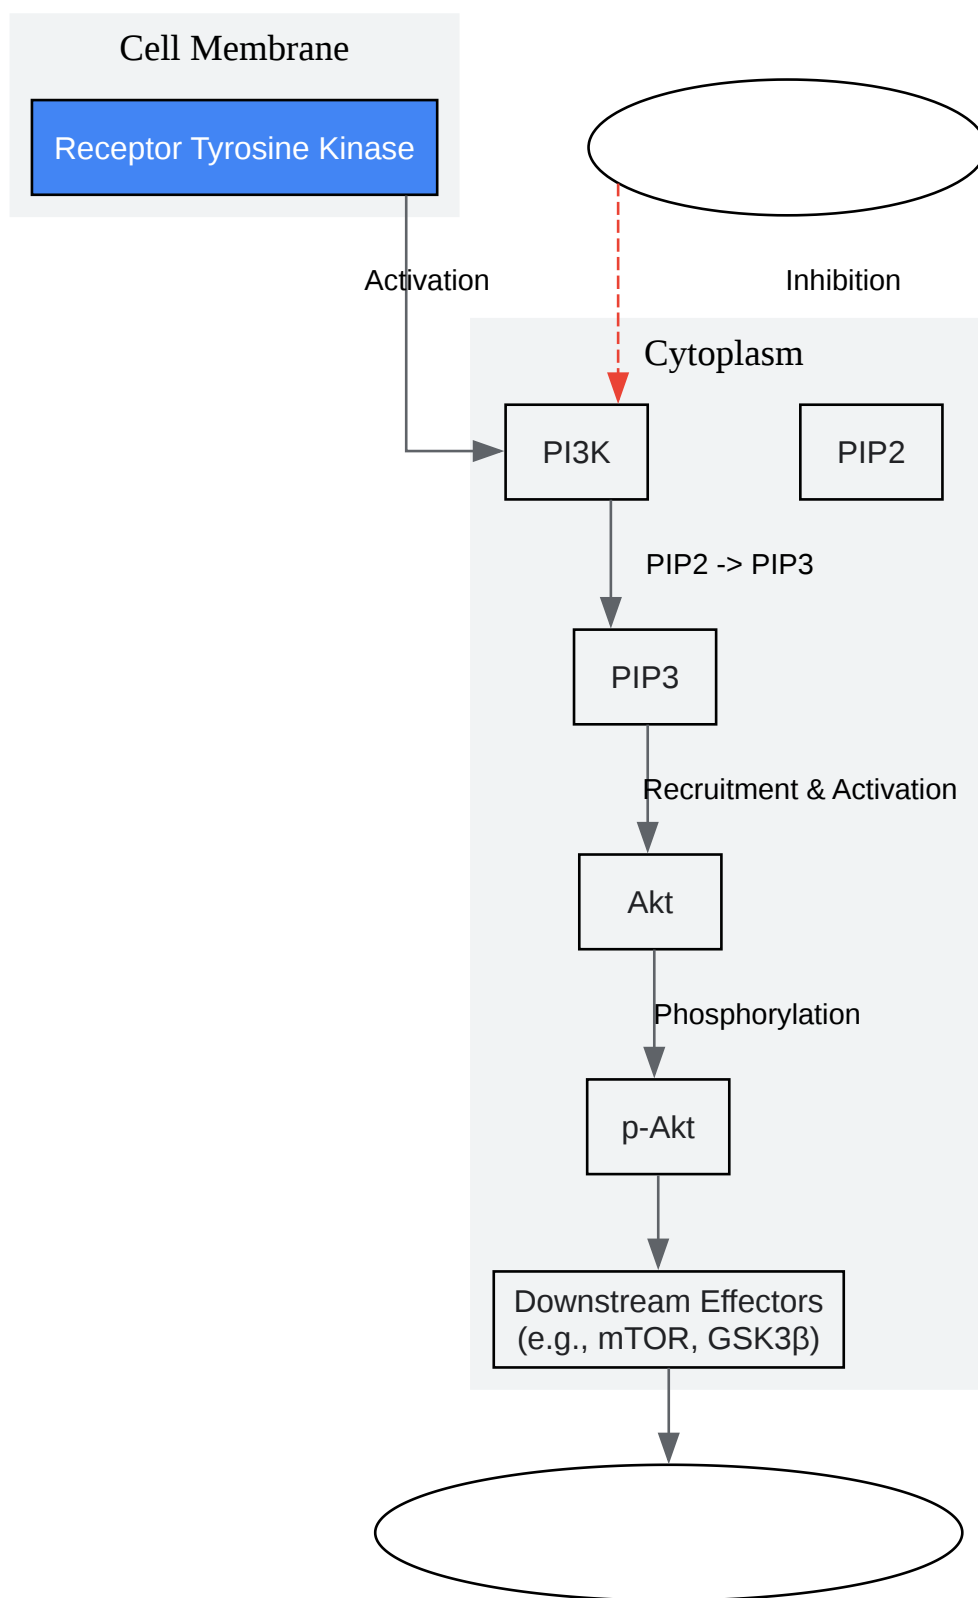 Cell Membrane
Receptor Tyrosine Kinase
Activation
Inhibition
Cytoplasm
PI3K
PIP2
PIP2 -> PIP3
PIP3
Recruitment & Activation
Akt
Phosphorylation
p-Akt
Downstream Effectors
(e.g., mTOR, GSK3β)